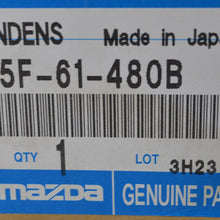 NDENS Made in Japa
5F-61-480B
QTY 1 LOT 3H23
mazda GENUINE PA